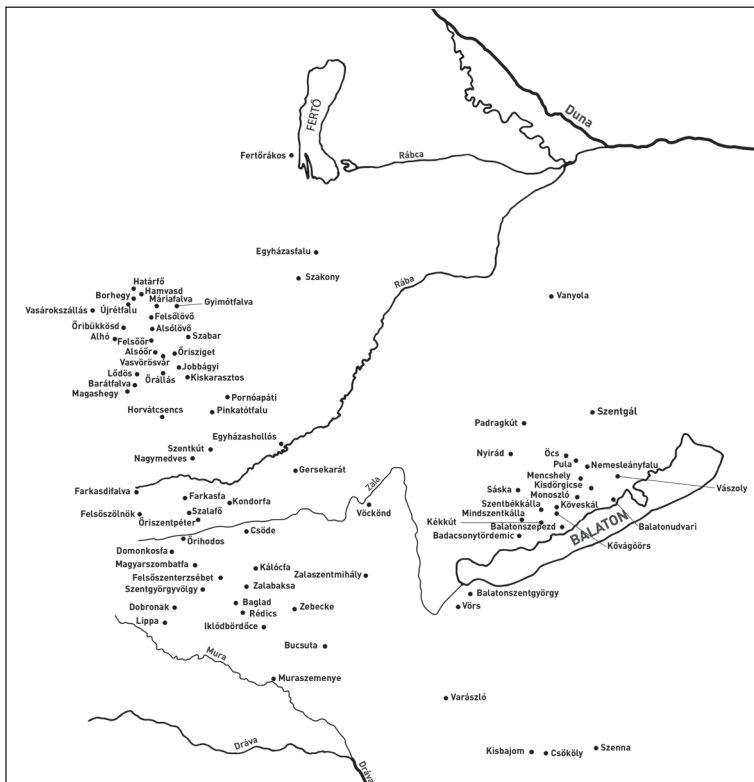 Duna
FERTŐ
Fertőrákos
Rábca
Egyházasfalu
Szakony
Rába
Határfő
Hamvasd
Borhegy
Máriafalva
Gyimótfalva
Vasárokszállás
Újrétfalu
Vanyola
Felsőlövő
Őribükkösd
Alsólövő
Alhó
Felsőőr
Szabar
Alsóőr
Őrisziget
Vasvörösvár
Jobbágyi
Lődös
Őrállás
Kiskarasztos
Barátfalva
Magashegy
Pornóapáti
Horvátcsencs
Pinkatótfalu
Szentgál
Padragkút
Egyházashollós
Szentkút
Nagymedves
Nyirád
Öcs
Pula
Nemesleányfalu
Gersekarát
Mencshely
Vászoly
Zala
Kisdörgicse
Farkasdifalva
Sáska
Monoszló
Farkasfa
Kondorfa
Vöckönd
Szentbékkálla
Köveskál
Felsőszölnök
Szalafő
Mindszentkálla
Balatonudvari
Őriszentpéter
Kékkút
Balatonszepezd
BALATON
Csöde
Badacsonytördemic
Kővágóörs
Őrihodos
Domonkosfa
Magyarszombatfa
Kálócfa
Zalaszentmihály
Felsőszenterzsébet
Szentgyörgyvölgy
Zalabaksa
Balatonszentgyörgy
Dobronak
Baglad
Zebecke
Vörs
Rédics
Lippa
Iklódbördőce
Bucsuta
Mura
Muraszemenye
Varászló
Dráva
Kisbajom
Csököly
Szenna
Dráva